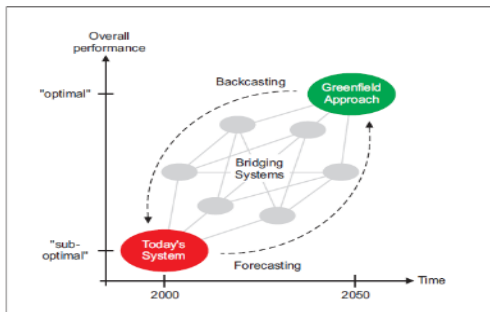 Overall
performance
Backcasting
"optimal"
Greenfield
Approach
Bridging
Systems
"sub-
optimal"
Today's
System
Forecasting
Time
2000
2050